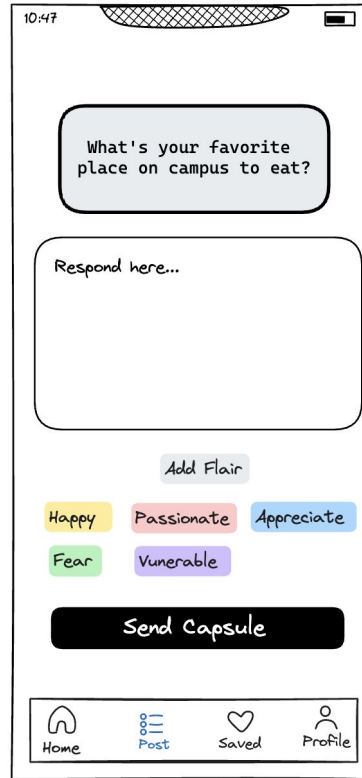 10:47
What's your favorite
place on campus to eat?
Respond here...
Add Flair
Happy Passionate Appreciate
Fear Vunerable
Send Capsule
Home Post Saved Profile